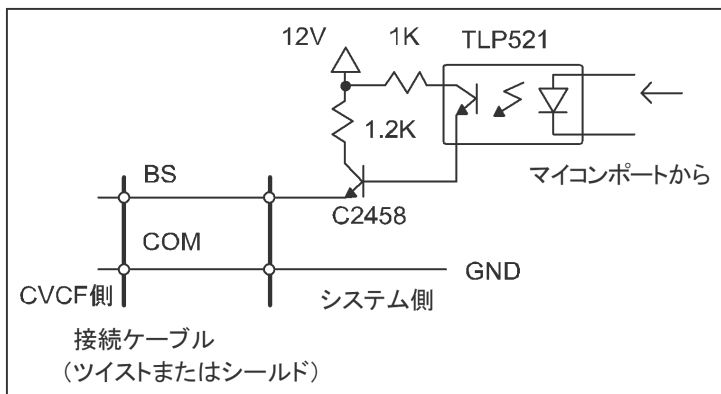 12V
1K
TLP521
1.2K
BS
マイコンポートから
C2458
COM
GND
CVCF側
システム側
接続ケーブル
（ツイストまたはシールド）